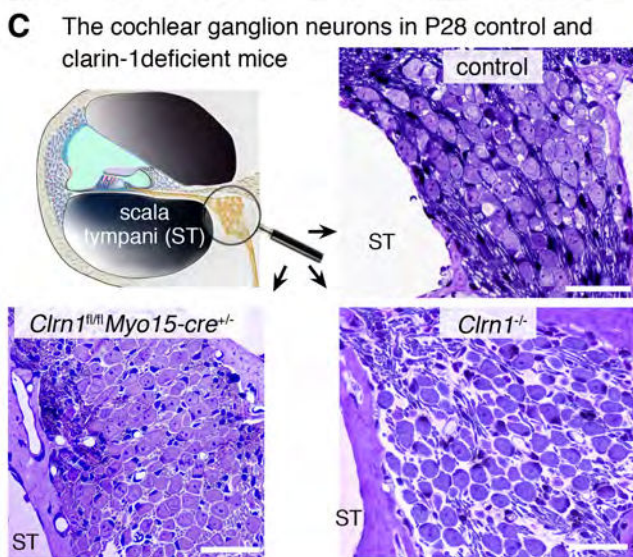 C The cochlear ganglion neurons in P28 control and
clarin-1deficient mice
control
scala
tympani (ST)
ST
Clrn1fl/flMyo15-cre+/-
Clrn1-/-
ST
ST